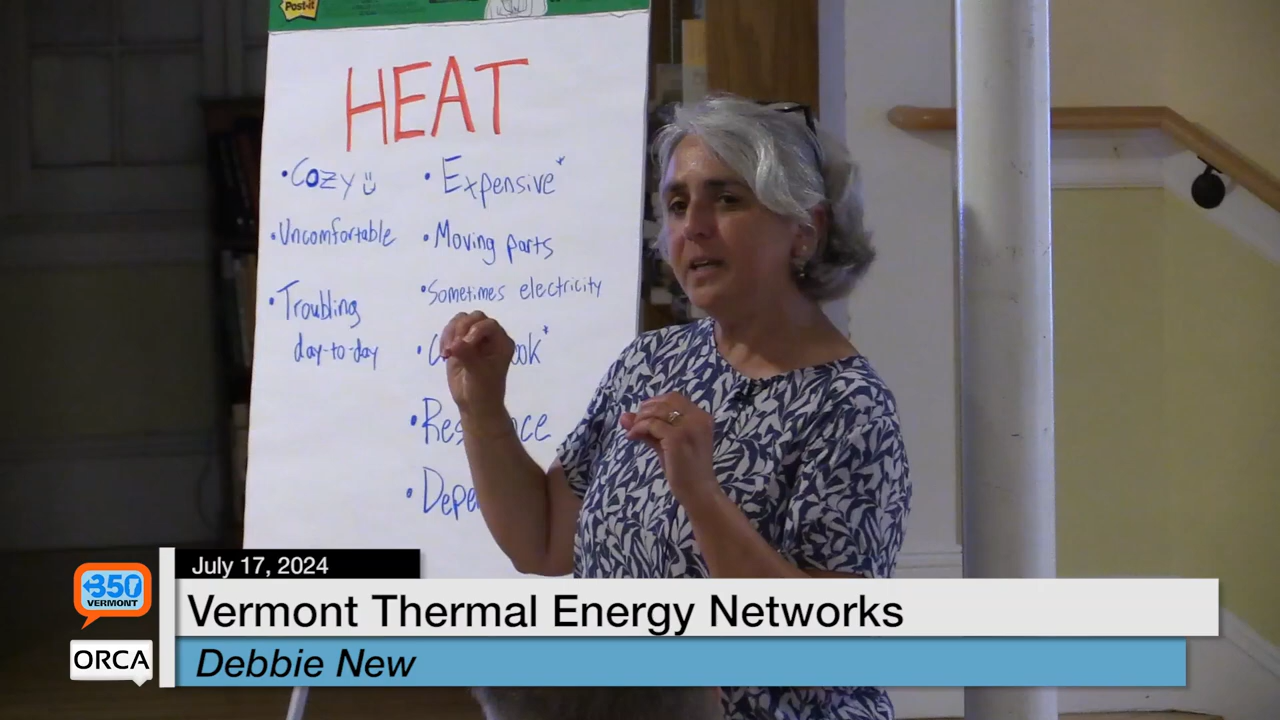 Post-it
HEAT
• Cozy
• Uncomfortable
• Troubling
day-to-day
• Expensive*
• Moving parts
• Sometimes electricity
July 17, 2024
350
VERMONT
Vermont Thermal Energy Networks
ORCA
Debbie New